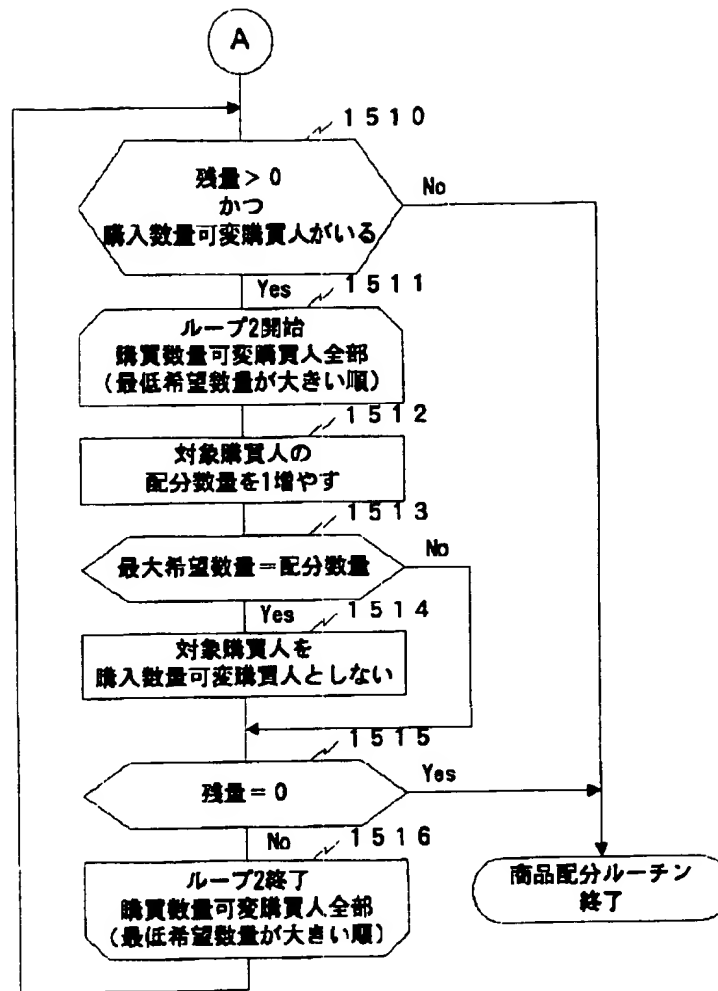 A
1510
残量>0
かつ
購入数量可変購買人がいる
No
Yes
1511
ループ2開始
購買数量可変購買人全部
(最低希望数量が大きい順)
1512
対象購買人の
配分数量を1増やす
1513
最大希望数量=配分数量
No
Yes
1514
対象購買人を
購入数量可変購買人としない
1515
残量=0
Yes
No
1516
ループ2終了
購買数量可変購買人全部
(最低希望数量が大きい順)
商品配分ルーチン
終了